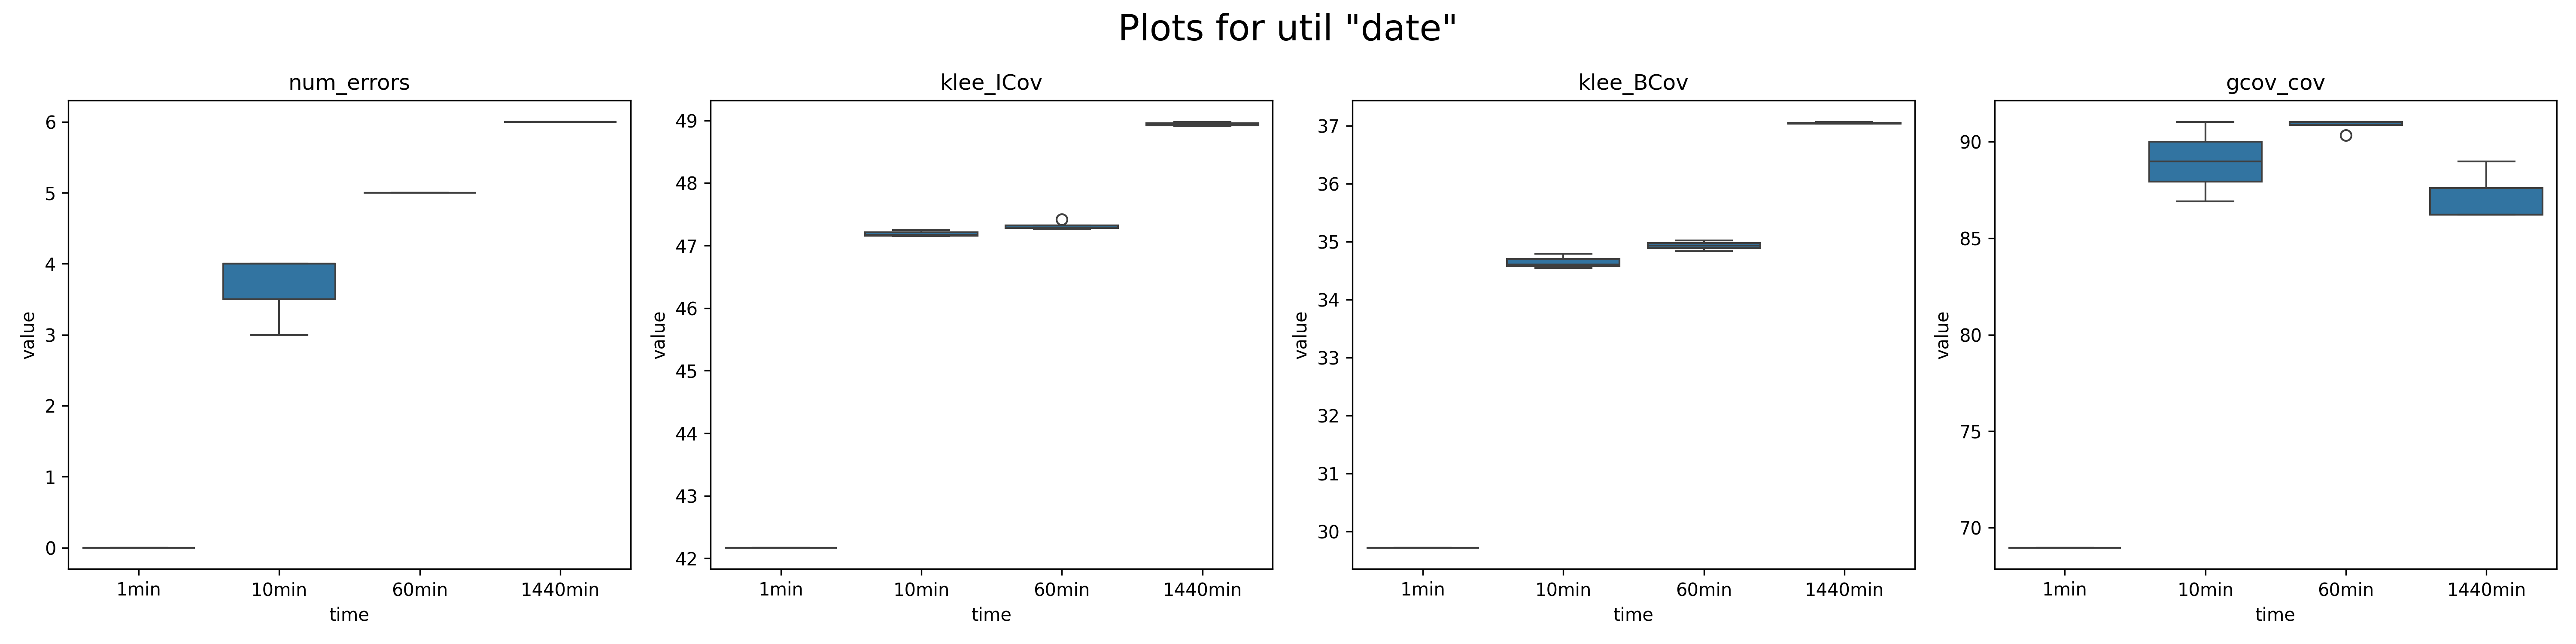 Plots for util "date"
num_errors
klee_ICov
klee_BCov
gcov_cov
value
6
5
4
3
2
1
0
1min
10min
60min
1440min
time
value
49
48
47
46
45
44
43
42
1min
10min
60min
1440min
time
value
37
36
35
34
33
32
31
30
1min
10min
60min
1440min
time
value
90
85
80
75
70
1min
10min
60min
1440min
time